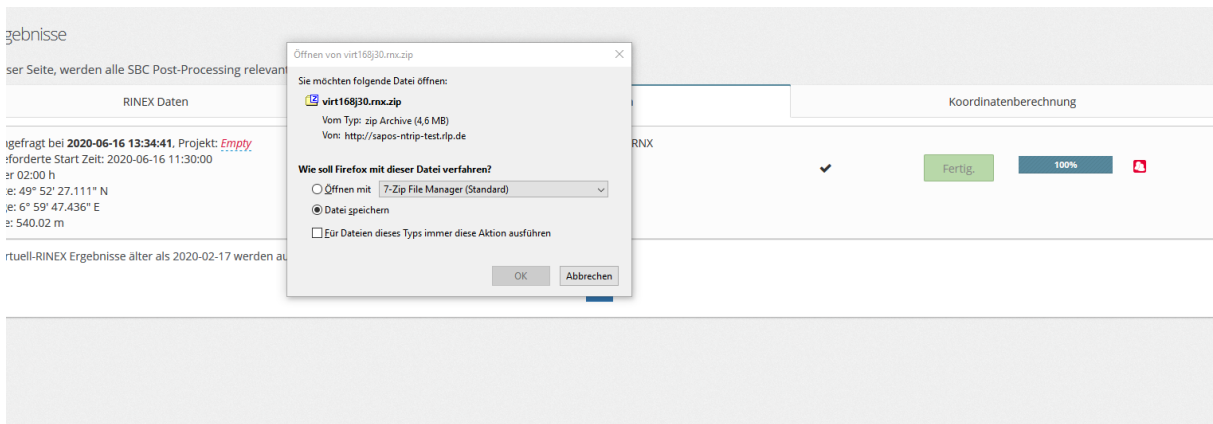 gebnisse
ser Seite, werden alle SBC Post-Processing relevant
RINEX Daten
Koordinatenberechnung
ngefragt bei 2020-06-16 13:34:41, Projekt: Empty
eforderte Start Zeit: 2020-06-16 11:30:00
er 02:00 h
te: 49° 52' 27.111" N
ge: 6° 59' 47.436" E
e: 540.02 m
RNX
Fertig.
100%
rtuell-RINEX Ergebnisse älter als 2020-02-17 werden au
Öffnen von virt168j30.rnx.zip
Sie möchten folgende Datei öffnen:
virt168j30.rnx.zip
Vom Typ: zip Archive (4,6 MB)
Von: http://sapos-ntrip-test.rlp.de
Wie soll Firefox mit dieser Datei verfahren?
Öffnen mit 7-Zip File Manager (Standard)
Datei speichern
Für Dateien dieses Typs immer diese Aktion ausführen
OK Abbrechen